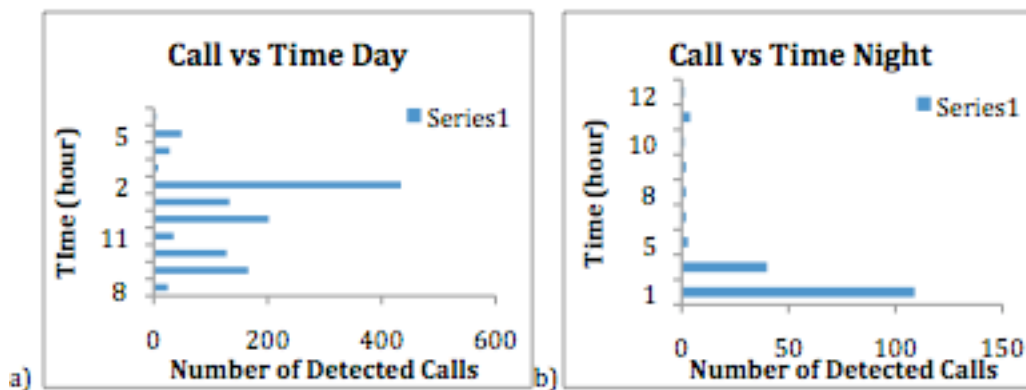 Call vs Time Day
Series1
Time (hour)
5
2
11
8
0 200 400 600
Number of Detected Calls
a)
Call vs Time Night
Series1
Time (hour)
12
10
8
5
1
0 50 100 150
Number of Detected Calls
b)